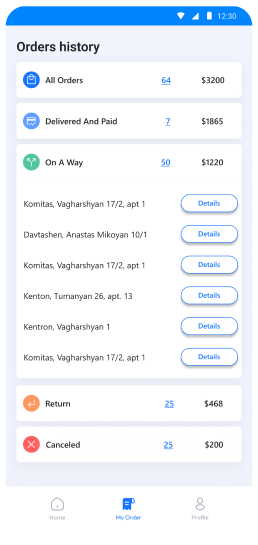 12:30
Orders history
All Orders 64 $3200
Delivered And Paid 7 $1865
On A Way 50 $1220
Komitas, Vagharshyan 17/2, apt 1 Details
Davtashen, Anastas Mikoyan 10/1 Details
Komitas, Vagharshyan 17/2, apt 1 Details
Kenton, Tumanyan 26, apt. 13 Details
Kentron, Vagharshyan 1 Details
Komitas, Vagharshyan 17/2, apt 1 Details
Return 25 $468
Canceled 25 $200
Home My Order Profile